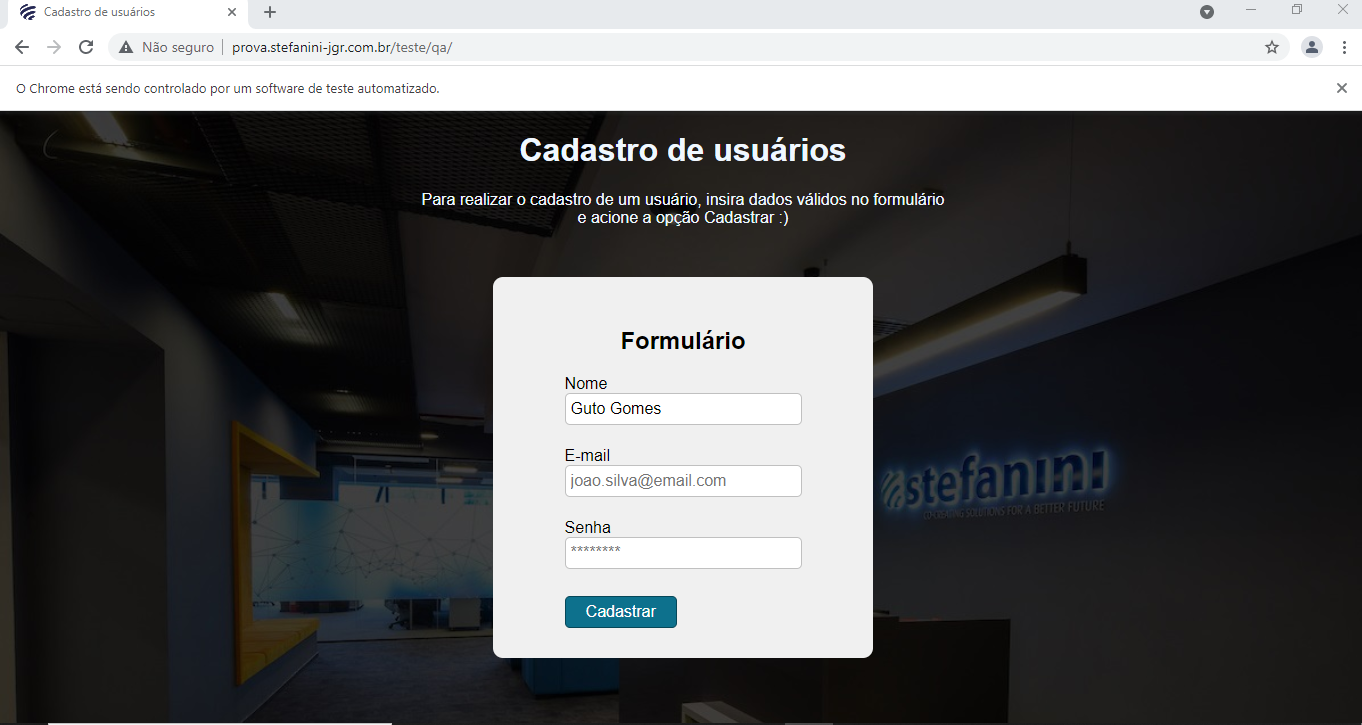 Cadastro de usuários
Não seguro
prova.stefanini-jgr.com.br/teste/qa/
O Chrome está sendo controlado por um software de teste automatizado.
Cadastro de usuários
Para realizar o cadastro de um usuário, insira dados válidos no formulário
e acione a opção Cadastrar :)
Formulário
Nome
Guto Gomes
E-mail
joao.silva@email.com
Senha
********
Cadastrar
stefanini
CO-CREATING SOLUTIONS FOR A BETTER FUTURE